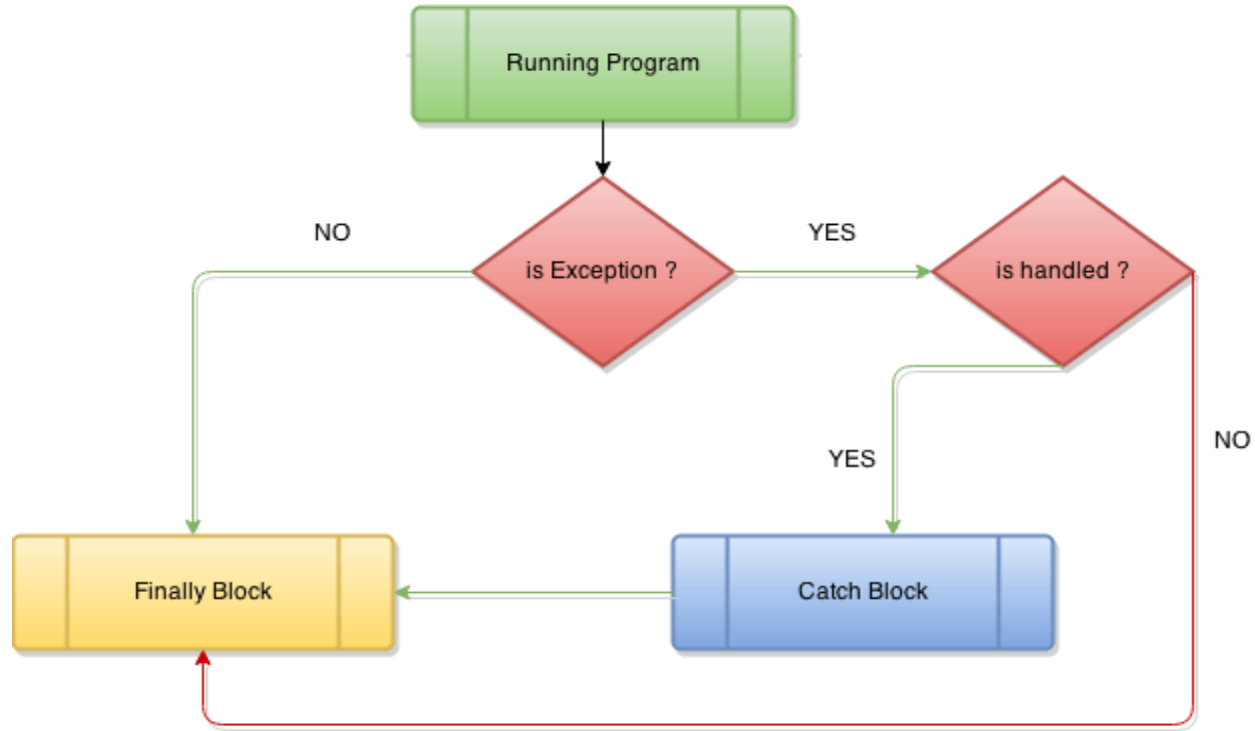 Running Program
NO
YES
is Exception ?
is handled ?
NO
YES
Finally Block
Catch Block